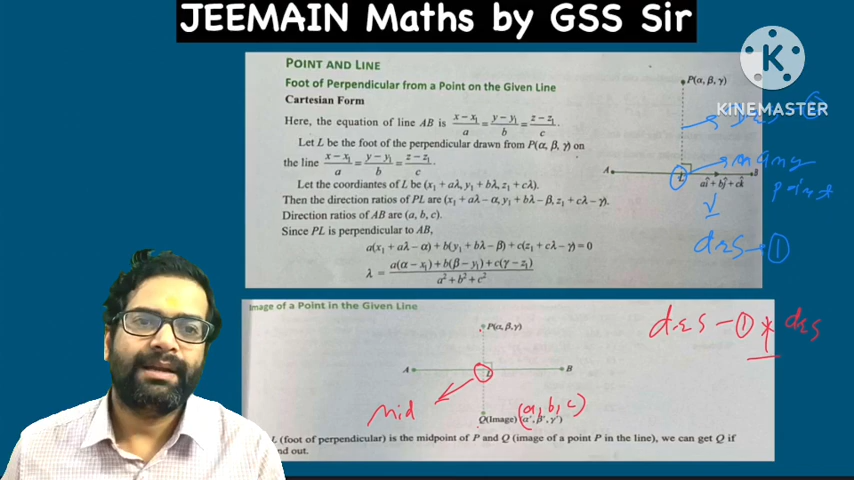 JEEMAIN Maths by GSS Sir
KINEMASTER
POINT AND LINE
Foot of Perpendicular from a Point on the Given Line
Cartesian Form
Here, the equation of line AB is (x − x₁)/a = (y − y₁)/b = (z − z₁)/c.
Let L be the foot of the perpendicular drawn from P(α, β, γ) on
the line (x − x₁)/a = (y − y₁)/b = (z − z₁)/c.
Let the coordiantes of L be (x₁ + aλ, y₁ + bλ, z₁ + cλ).
Then the direction ratios of PL are (x₁ + aλ − α, y₁ + bλ − β, z₁ + cλ − γ).
Direction ratios of AB are (a, b, c).
Since PL is perpendicular to AB,
a(x₁ + aλ − α) + b(y₁ + bλ − β) + c(z₁ + cλ − γ) = 0
λ = (a(α − x₁) + b(β − y₁) + c(γ − z₁))/(a² + b² + c²)
P(α, β, γ)
A
L
B
aî + bĵ + ck̂
many
point
drs 1
Image of a Point in the Given Line
P(α, β, γ)
A
L
B
Q(Image) (α′, β′, γ′)
(a, b, c)
mid
drs − 1 * drs
L (foot of perpendicular) is the midpoint of P and Q (image of a point P in the line), we can get Q if
out.